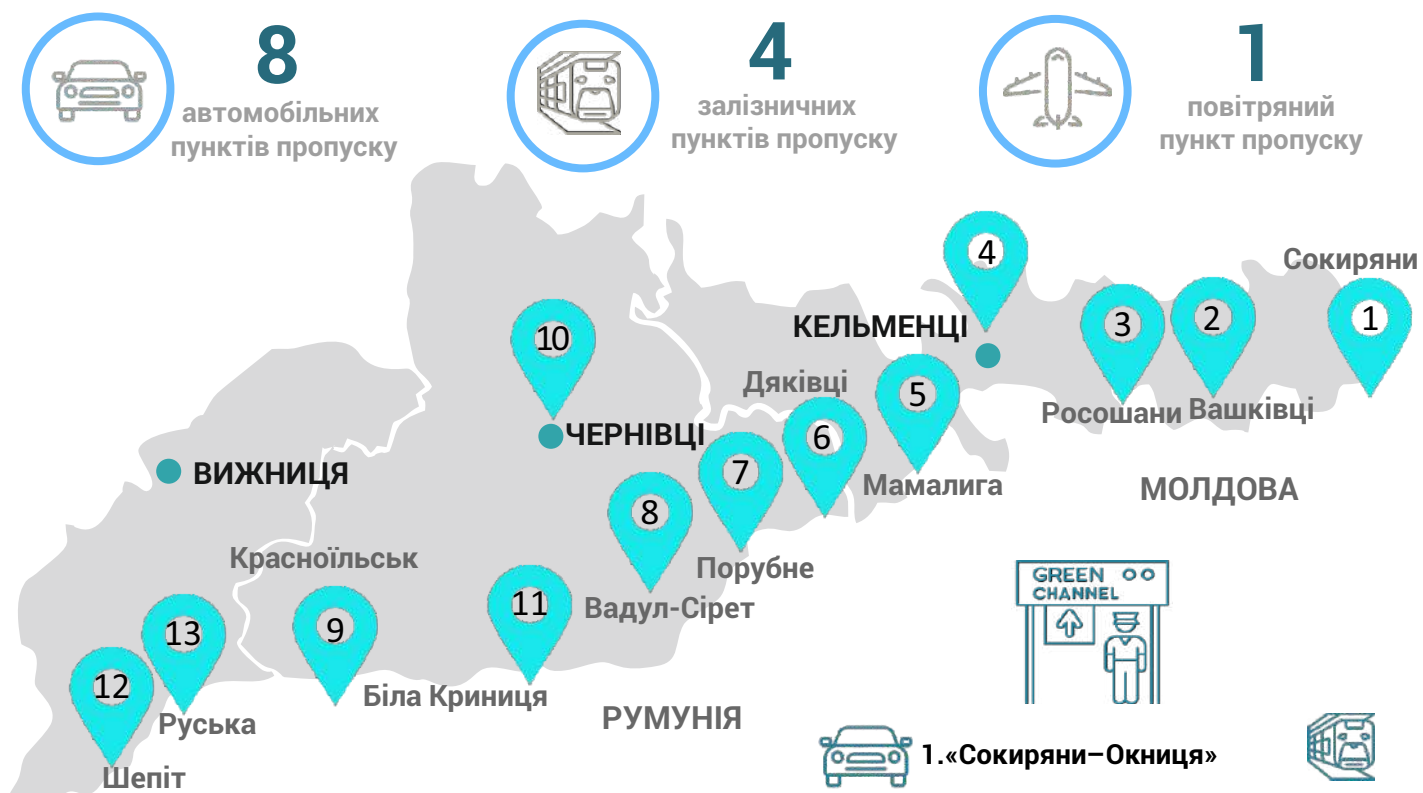 8
автомобільних
пунктів пропуску
4
залізничних
пунктів пропуску
1
повітряний
пункт пропуску
4
Сокиряни
10
КЕЛЬМЕНЦІ
3
2
1
Дяківці
5
Росошани
Вашківці
ЧЕРНІВЦІ
6
ВИЖНИЦЯ
7
Мамалига
МОЛДОВА
8
Красноїльськ
Порубне
GREEN
CHANNEL
11
Вадул-Сірет
13
9
12
Біла Криниця
РУМУНІЯ
Руська
1.«Сокиряни–Окниця»
Шепіт